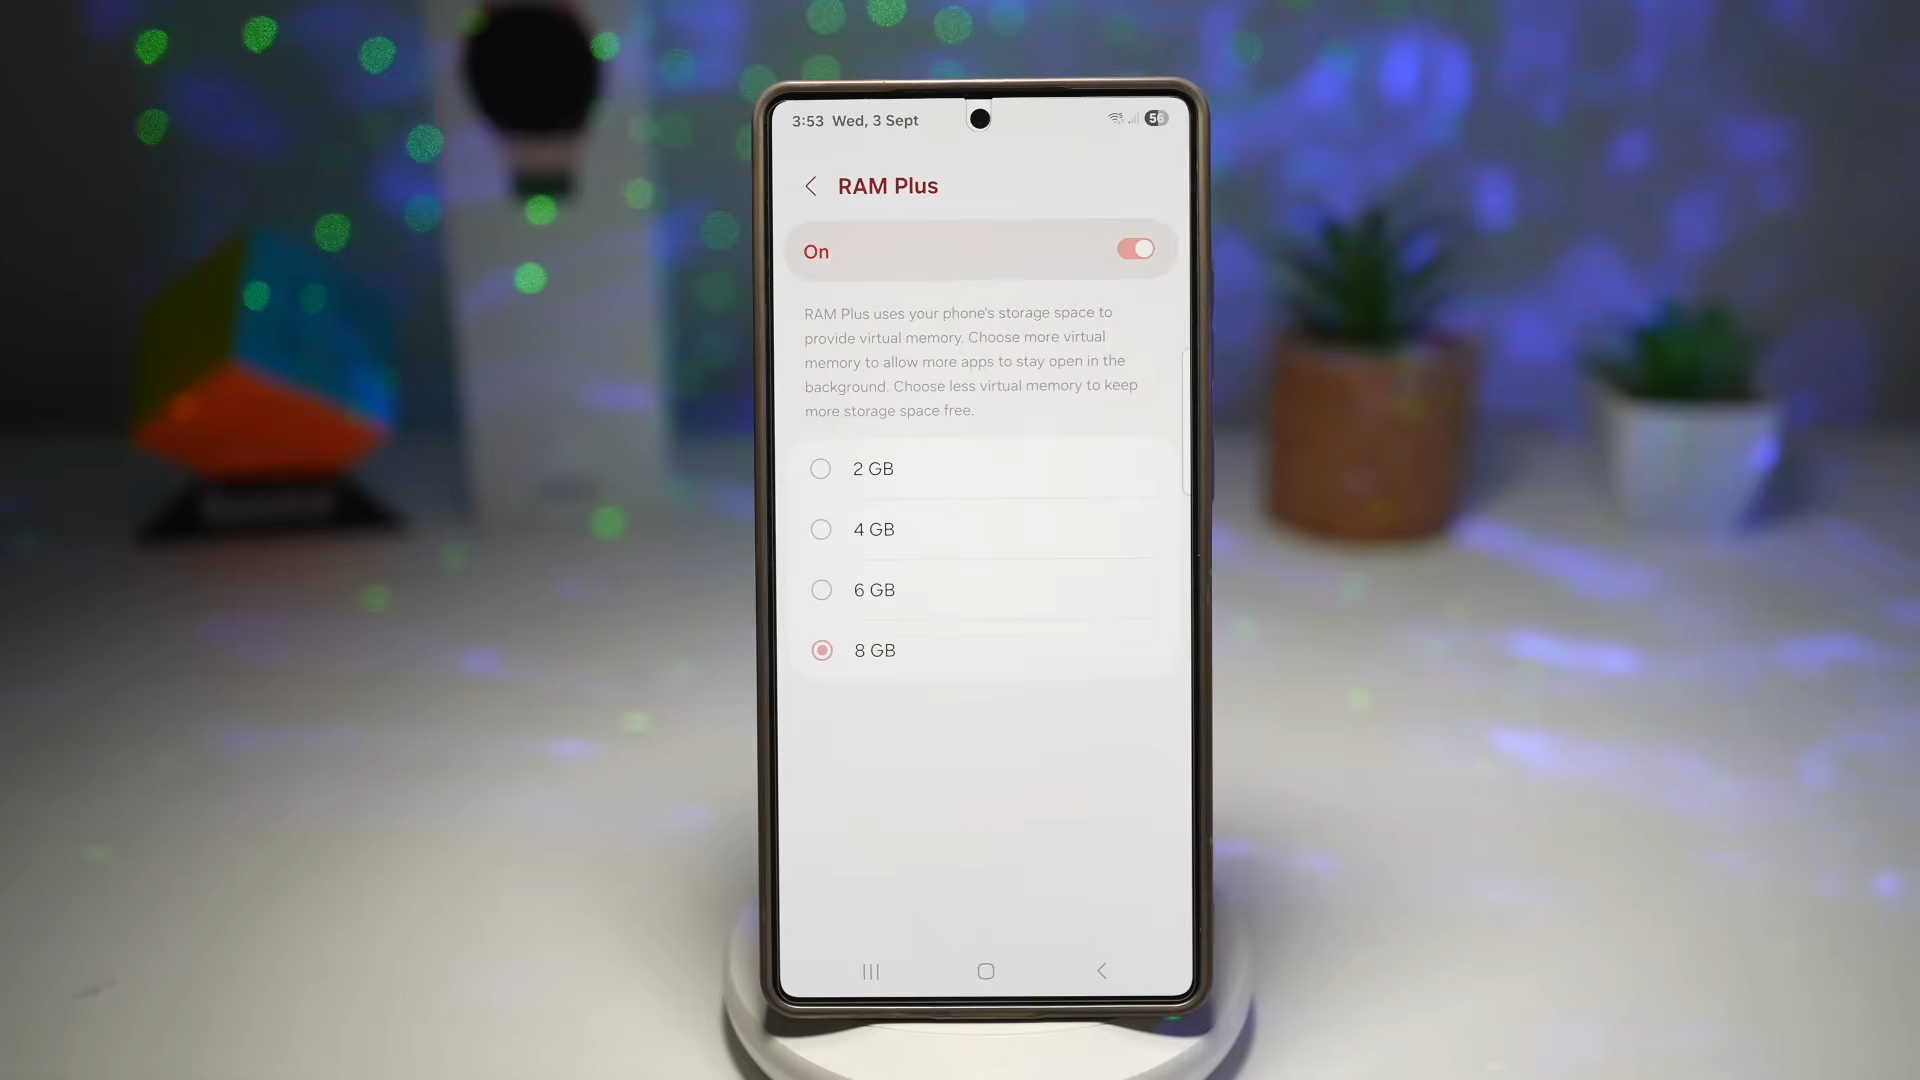 3:53 Wed, 3 Sept
56
RAM Plus
On
RAM Plus uses your phone's storage space to
provide virtual memory. Choose more virtual
memory to allow more apps to stay open in the
background. Choose less virtual memory to keep
more storage space free.
2 GB
4 GB
6 GB
8 GB